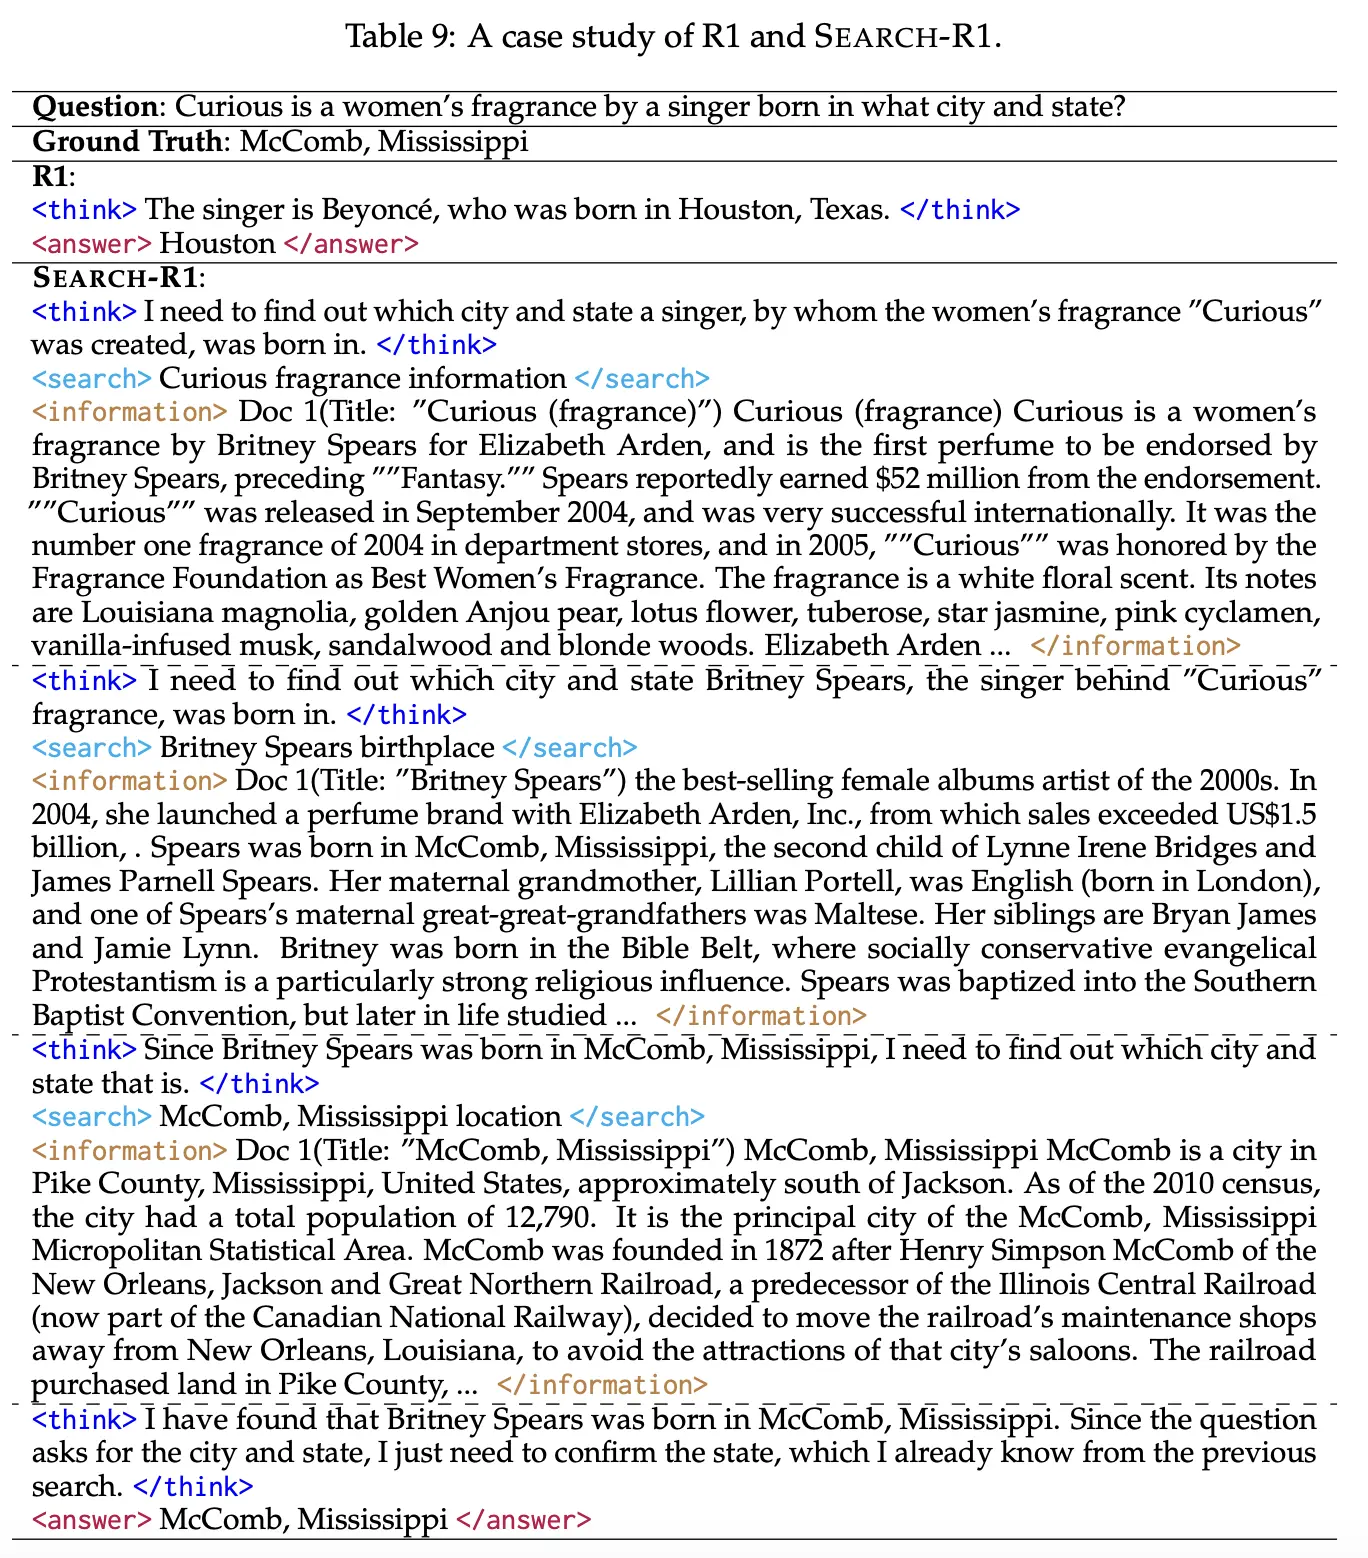 Table 9: A case study of R1 and SEARCH-R1.
Question: Curious is a women's fragrance by a singer born in what city and state?
Ground Truth: McComb, Mississippi
R1:
<think> The singer is Beyoncé, who was born in Houston, Texas. </think>
<answer> Houston </answer>
SEARCH-R1:
<think> I need to find out which city and state a singer, by whom the women's fragrance ”Curious”
was created, was born in. </think>
<search> Curious fragrance information </search>
<information> Doc 1(Title: ”Curious (fragrance)”) Curious (fragrance) Curious is a women's
fragrance by Britney Spears for Elizabeth Arden, and is the first perfume to be endorsed by
Britney Spears, preceding ””Fantasy.”” Spears reportedly earned $52 million from the endorsement.
””Curious”” was released in September 2004, and was very successful internationally. It was the
number one fragrance of 2004 in department stores, and in 2005, ””Curious”” was honored by the
Fragrance Foundation as Best Women's Fragrance. The fragrance is a white floral scent. Its notes
are Louisiana magnolia, golden Anjou pear, lotus flower, tuberose, star jasmine, pink cyclamen,
vanilla-infused musk, sandalwood and blonde woods. Elizabeth Arden ... </information>
<think> I need to find out which city and state Britney Spears, the singer behind ”Curious”
fragrance, was born in. </think>
<search> Britney Spears birthplace </search>
<information> Doc 1(Title: ”Britney Spears”) the best-selling female albums artist of the 2000s. In
2004, she launched a perfume brand with Elizabeth Arden, Inc., from which sales exceeded US$1.5
billion, . Spears was born in McComb, Mississippi, the second child of Lynne Irene Bridges and
James Parnell Spears. Her maternal grandmother, Lillian Portell, was English (born in London),
and one of Spears's maternal great-great-grandfathers was Maltese. Her siblings are Bryan James
and Jamie Lynn. Britney was born in the Bible Belt, where socially conservative evangelical
Protestantism is a particularly strong religious influence. Spears was baptized into the Southern
Baptist Convention, but later in life studied ... </information>
<think> Since Britney Spears was born in McComb, Mississippi, I need to find out which city and
state that is. </think>
<search> McComb, Mississippi location </search>
<information> Doc 1(Title: ”McComb, Mississippi”) McComb, Mississippi McComb is a city in
Pike County, Mississippi, United States, approximately south of Jackson. As of the 2010 census,
the city had a total population of 12,790. It is the principal city of the McComb, Mississippi
Micropolitan Statistical Area. McComb was founded in 1872 after Henry Simpson McComb of the
New Orleans, Jackson and Great Northern Railroad, a predecessor of the Illinois Central Railroad
(now part of the Canadian National Railway), decided to move the railroad's maintenance shops
away from New Orleans, Louisiana, to avoid the attractions of that city's saloons. The railroad
purchased land in Pike County, ... </information>
<think> I have found that Britney Spears was born in McComb, Mississippi. Since the question
asks for the city and state, I just need to confirm the state, which I already know from the previous
search. </think>
<answer> McComb, Mississippi </answer>